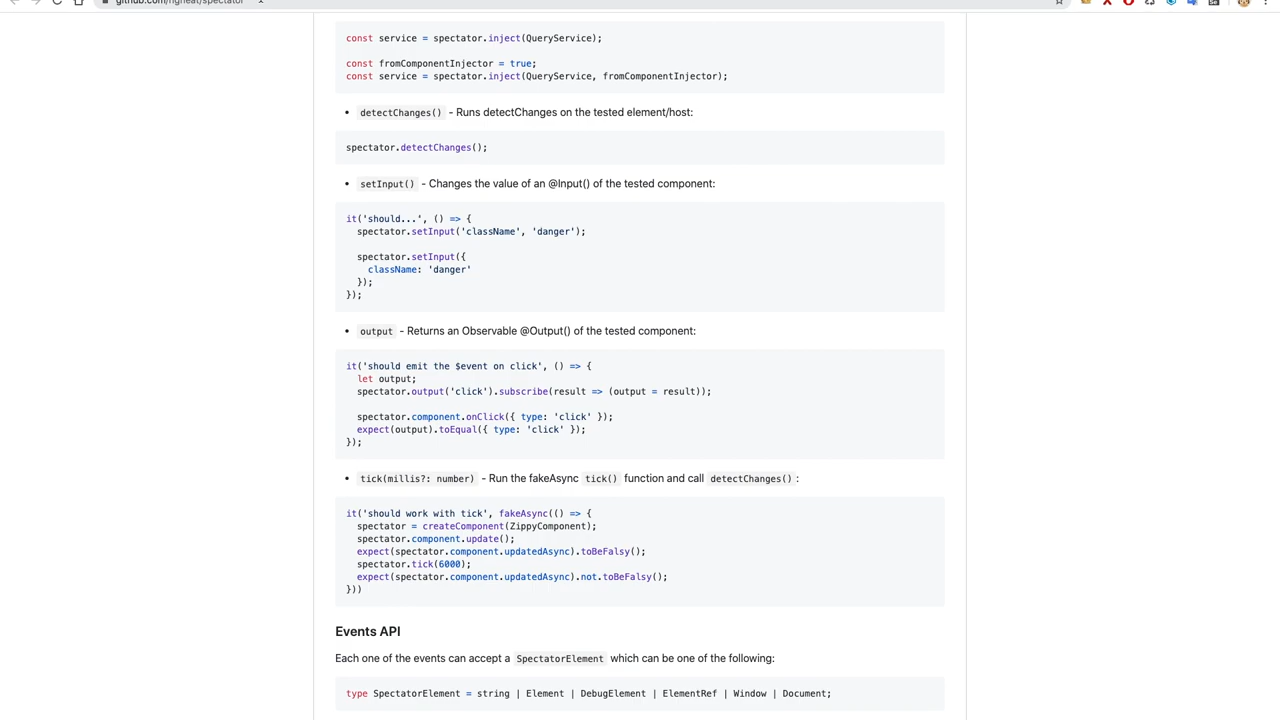 github.com/ngneat/spectator
const service = spectator.inject(QueryService);
const fromComponentInjector = true;
const service = spectator.inject(QueryService, fromComponentInjector);
• detectChanges() - Runs detectChanges on the tested element/host:
spectator.detectChanges();
• setInput() - Changes the value of an @Input() of the tested component:
it('should...', () => {
spectator.setInput('className', 'danger');
spectator.setInput({
className: 'danger'
});
});
• output - Returns an Observable @Output() of the tested component:
it('should emit the $event on click', () => {
let output;
spectator.output('click').subscribe(result => (output = result));
spectator.component.onClick({ type: 'click' });
expect(output).toEqual({ type: 'click' });
});
• tick(millis?: number) - Run the fakeAsync tick() function and call detectChanges() :
it('should work with tick', fakeAsync(() => {
spectator = createComponent(ZippyComponent);
spectator.component.update();
expect(spectator.component.updatedAsync).toBeFalsy();
spectator.tick(6000);
expect(spectator.component.updatedAsync).not.toBeFalsy();
}))
Events API
Each one of the events can accept a SpectatorElement which can be one of the following:
type SpectatorElement = string | Element | DebugElement | ElementRef | Window | Document;